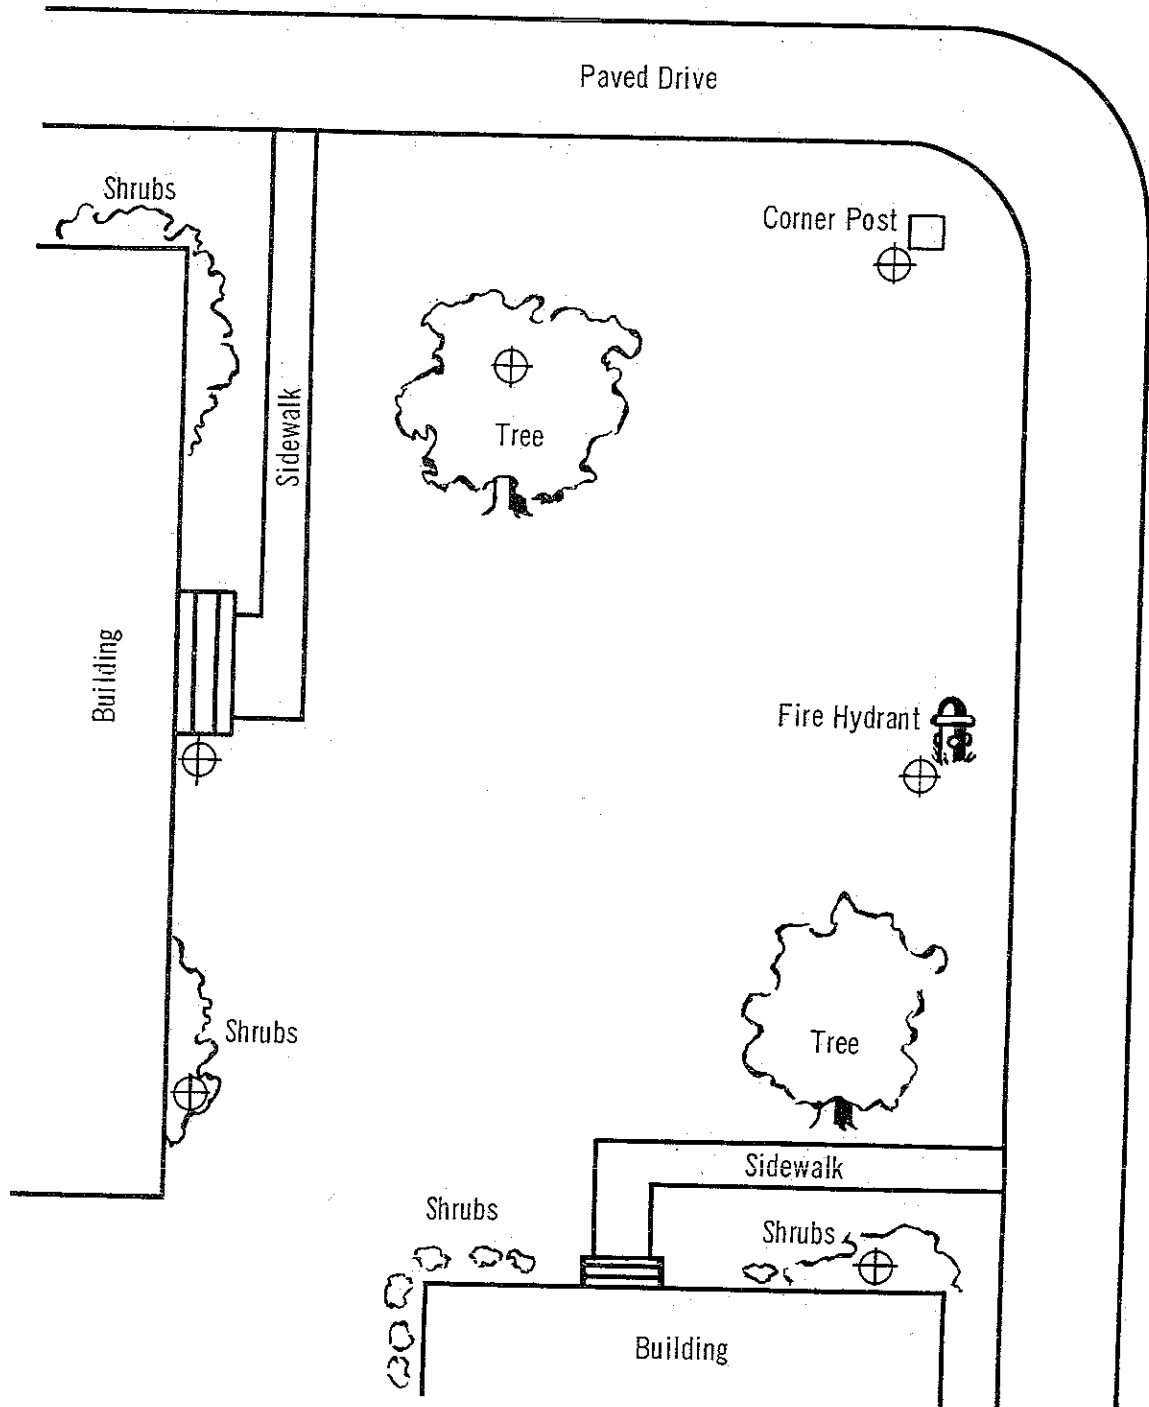 Paved Drive
Shrubs
Corner Post
Sidewalk
Tree
Building
Fire Hydrant
Shrubs
Tree
Sidewalk
Shrubs
Shrubs
Building